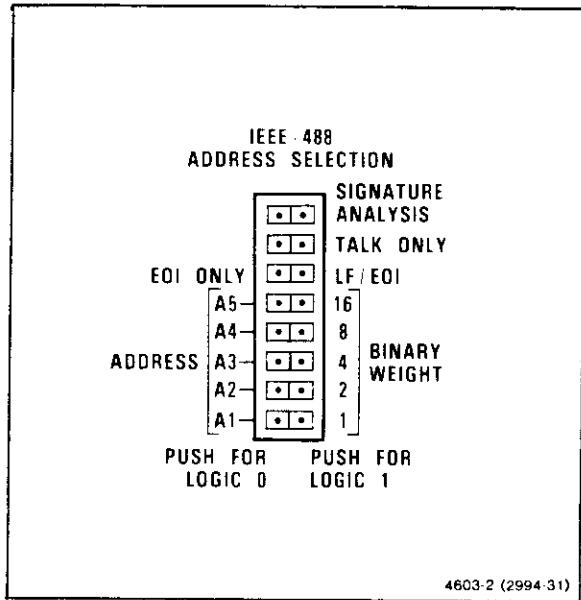 IEEE-488
ADDRESS SELECTION
SIGNATURE
ANALYSIS
TALK ONLY
EOI ONLY LF/EOI
A5 16
A4 8
ADDRESS A3 4 BINARY
WEIGHT
A2 2
A1 1
PUSH FOR PUSH FOR
LOGIC 0 LOGIC 1
4603-2 (2994-31)